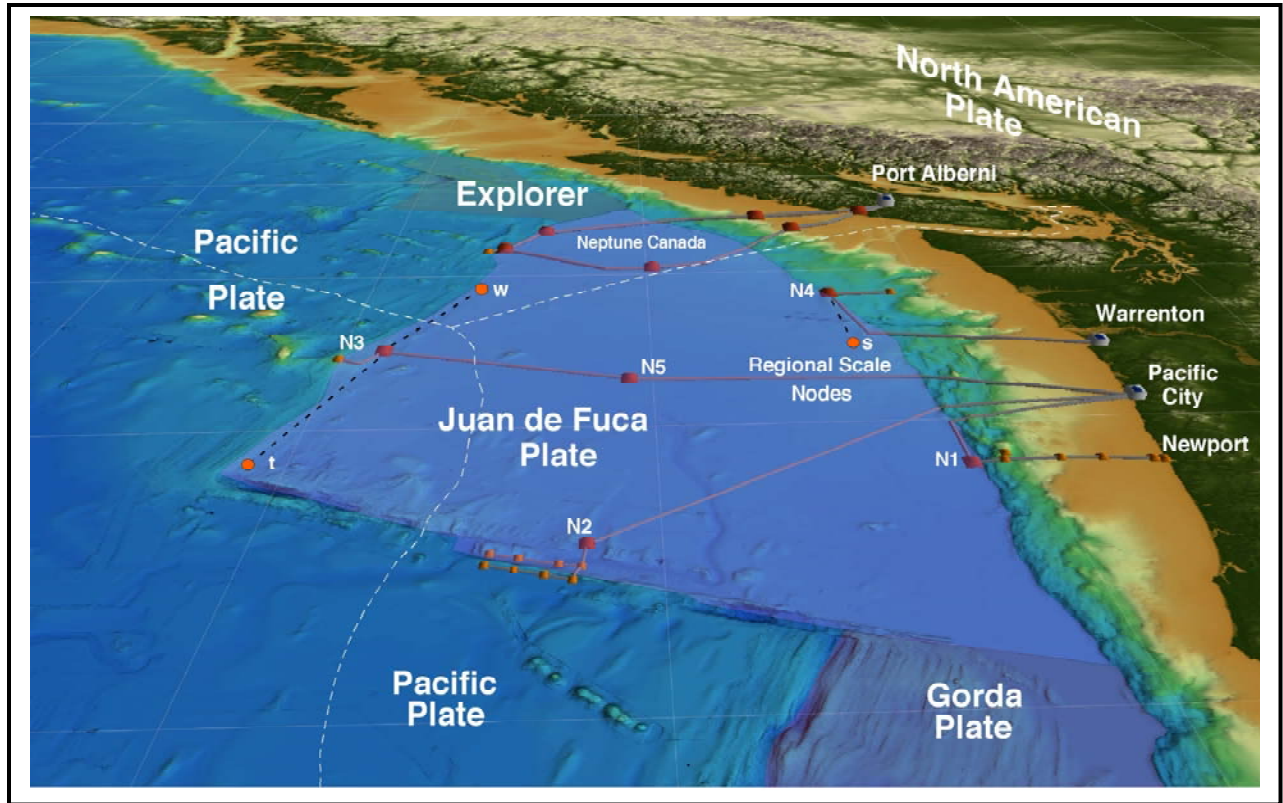 North American
Plate
Port Alberni
Explorer
Neptune Canada
Pacific
Plate
w
N4
Warrenton
s
N3
N5
Regional Scale
Nodes
Pacific
City
Juan de Fuca
Plate
Newport
N1
t
N2
Pacific
Plate
Gorda
Plate